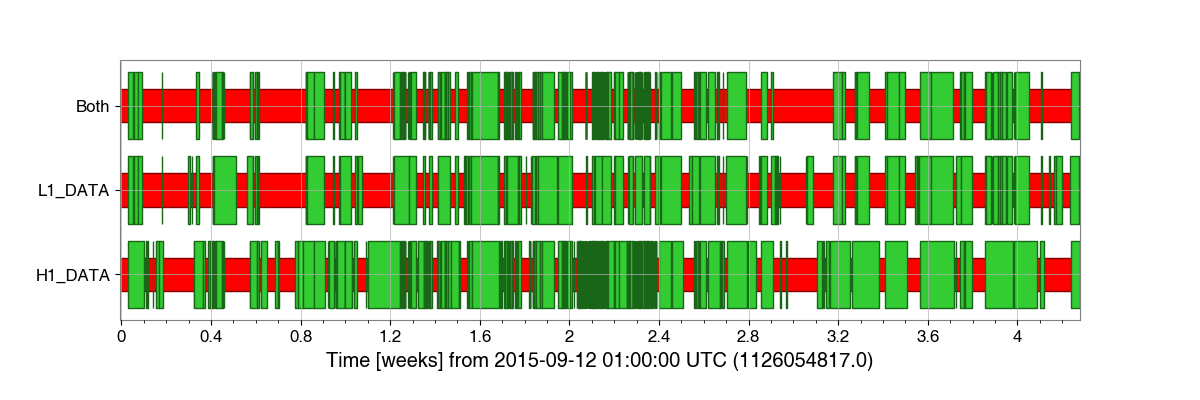 Both
L1_DATA
H1_DATA
0 0.4 0.8 1.2 1.6 2 2.4 2.8 3.2 3.6 4
Time [weeks] from 2015-09-12 01:00:00 UTC (1126054817.0)